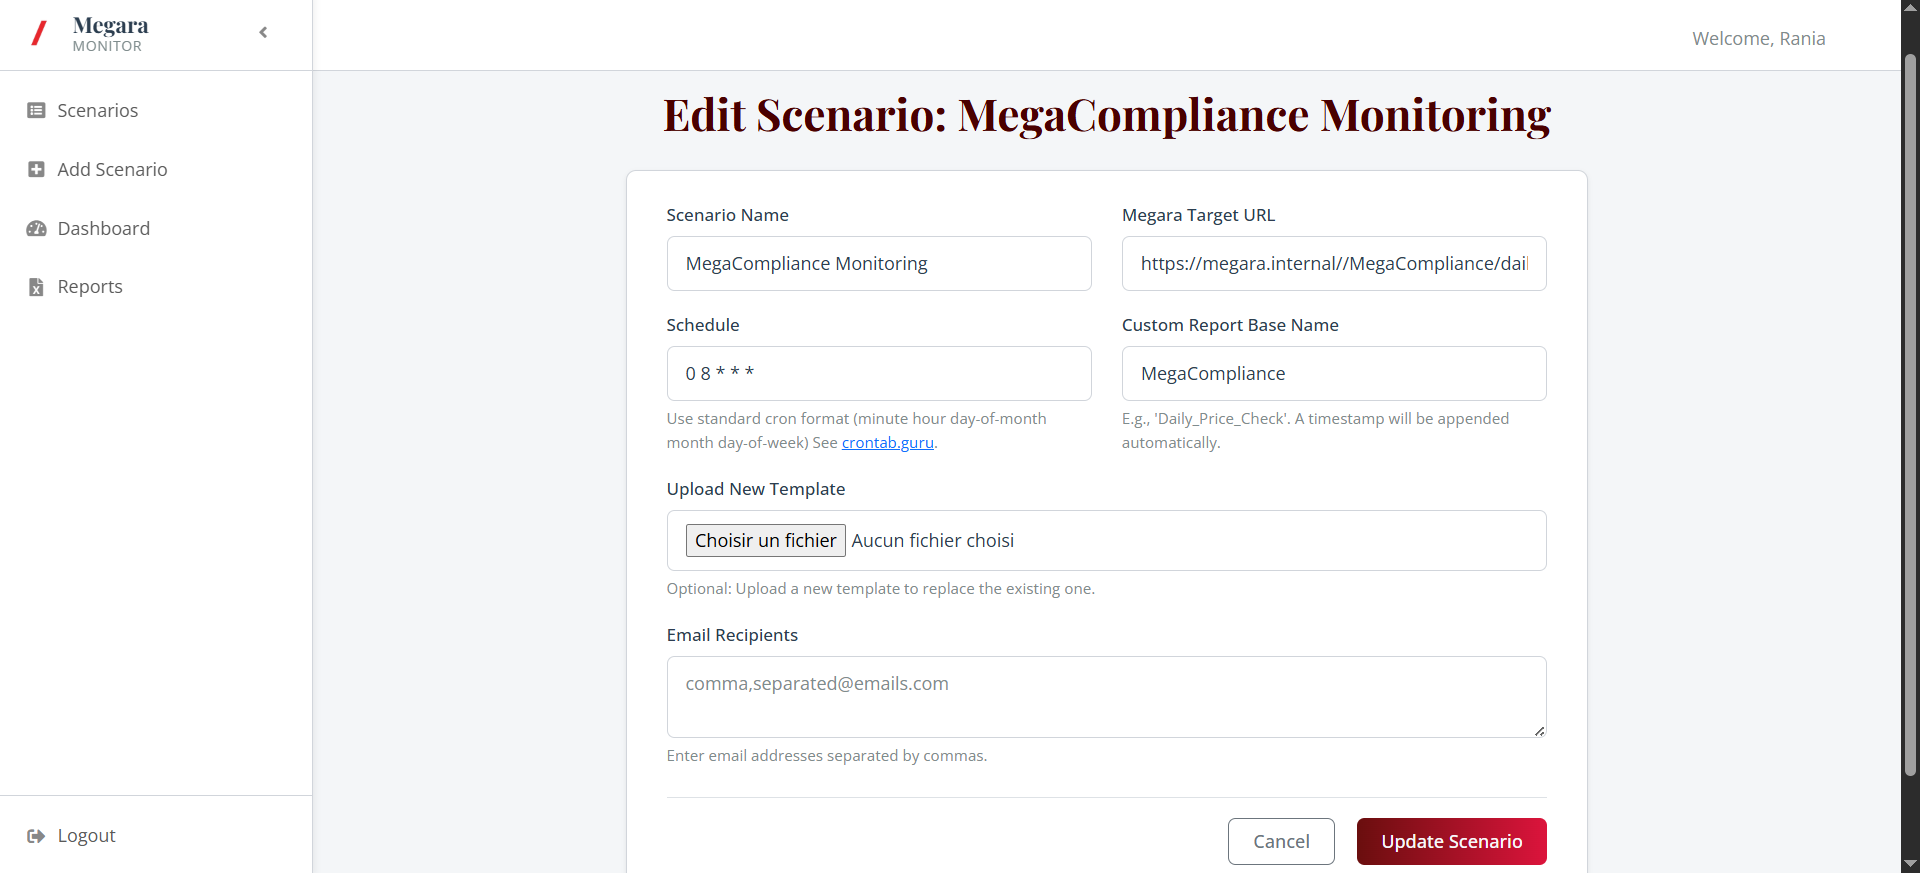 Megara
MONITOR
Welcome, Rania
Scenarios
Add Scenario
Dashboard
Reports
Logout
Edit Scenario: MegaCompliance Monitoring
Scenario Name
MegaCompliance Monitoring
Megara Target URL
https://megara.internal//MegaCompliance/dail
Schedule
0 8 * * *
Use standard cron format (minute hour day-of-month
month day-of-week) See crontab.guru.
Custom Report Base Name
MegaCompliance
E.g., 'Daily_Price_Check'. A timestamp will be appended
automatically.
Upload New Template
Choisir un fichier Aucun fichier choisi
Optional: Upload a new template to replace the existing one.
Email Recipients
comma,separated@emails.com
Enter email addresses separated by commas.
Cancel
Update Scenario